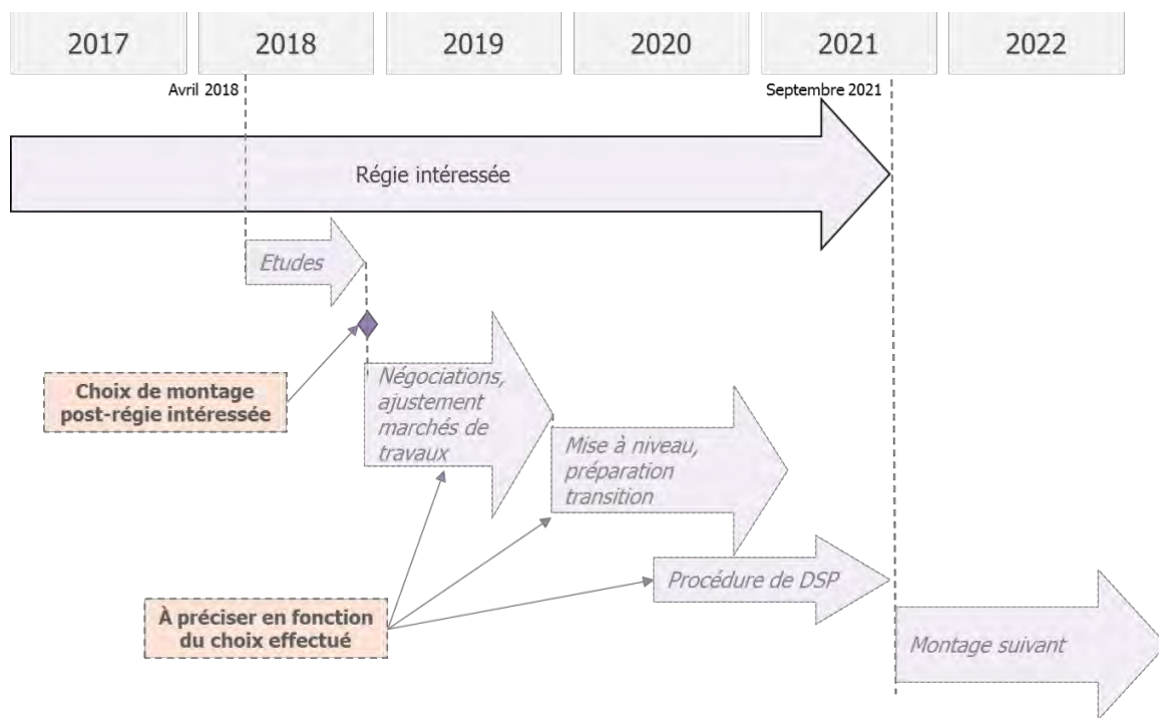 2017
2018
2019
2020
2021
2022
Avril 2018
Septembre 2021
Régie intéressée
Etudes
Choix de montage
post-régie intéressée
Négociations,
ajustement
marchés de
travaux
Mise à niveau,
préparation
transition
Procédure de DSP
À préciser en fonction
du choix effectué
Montage suivant